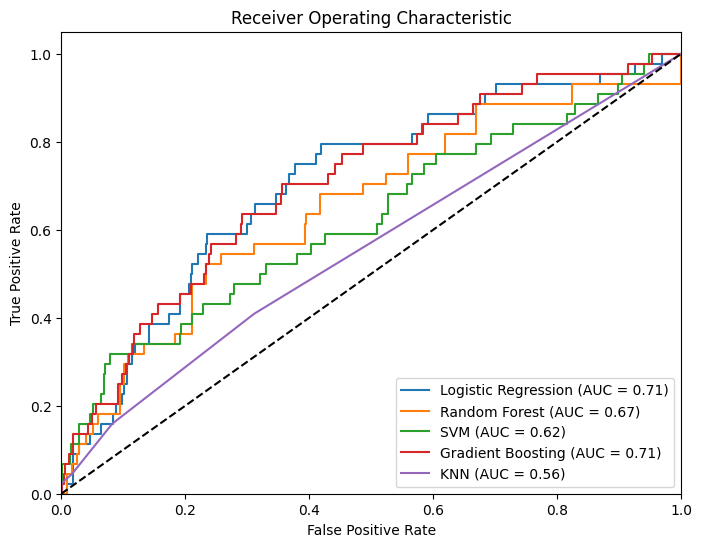 Receiver Operating Characteristic
True Positive Rate
1.0
0.8
0.6
0.4
0.2
0.0
Logistic Regression (AUC = 0.71)
Random Forest (AUC = 0.67)
SVM (AUC = 0.62)
Gradient Boosting (AUC = 0.71)
KNN (AUC = 0.56)
0.0 0.2 0.4 0.6 0.8 1.0
False Positive Rate